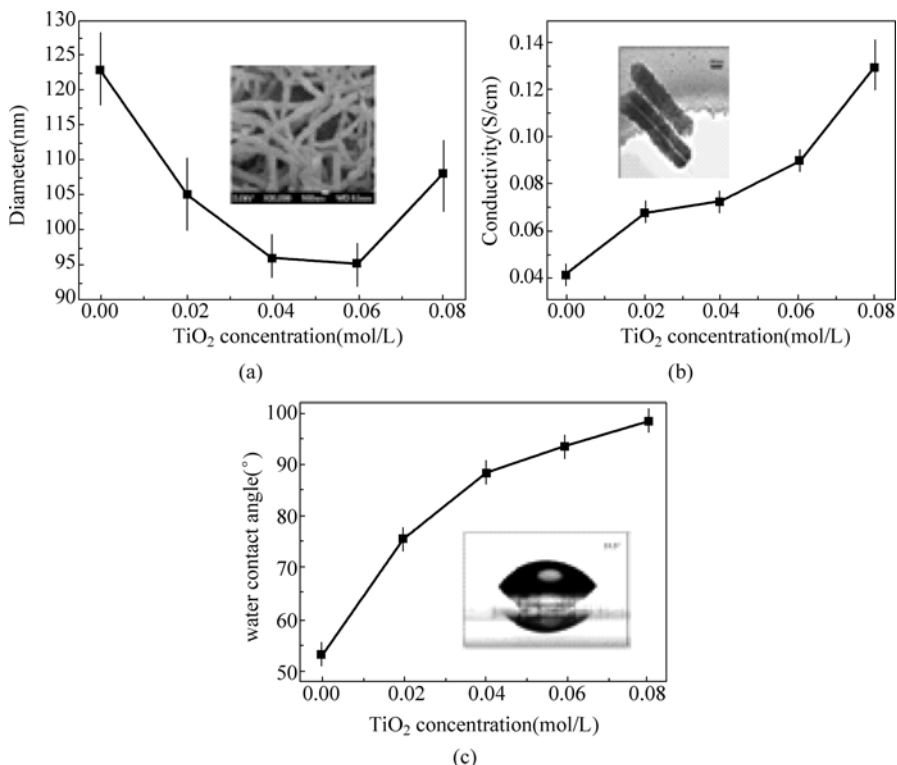 130
125
120
115
110
105
100
95
90
Diameter(nm)
0.00 0.02 0.04 0.06 0.08
TiO₂ concentration(mol/L)
(a)
0.14
0.12
0.10
0.08
0.06
0.04
Conductivity(S/cm)
0.00 0.02 0.04 0.06 0.08
TiO₂ concentration(mol/L)
(b)
100
90
80
70
60
50
water contact angle(°)
0.00 0.02 0.04 0.06 0.08
TiO₂ concentration(mol/L)
(c)